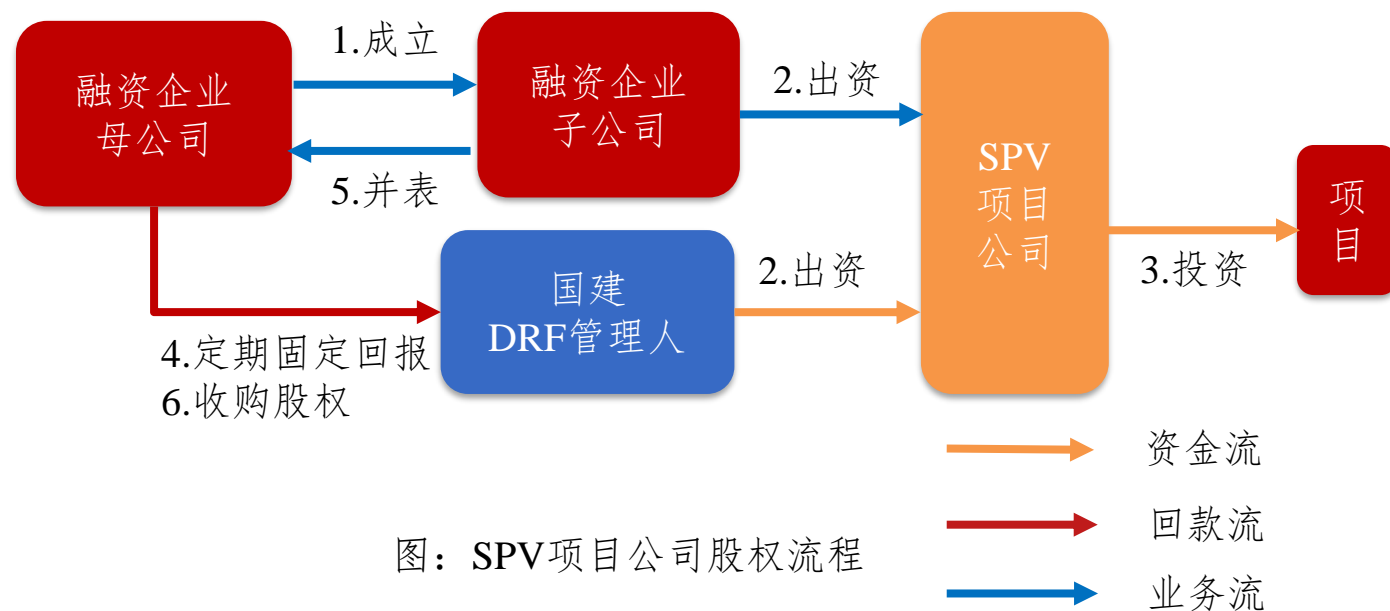 1.成立
融资企业
母公司
融资企业
子公司
2.出资
5.并表
SPV
项目
公司
项
目
3.投资
国建
DRF管理人
2.出资
4.定期固定回报
6.收购股权
资金流
回款流
业务流
图：SPV项目公司股权流程